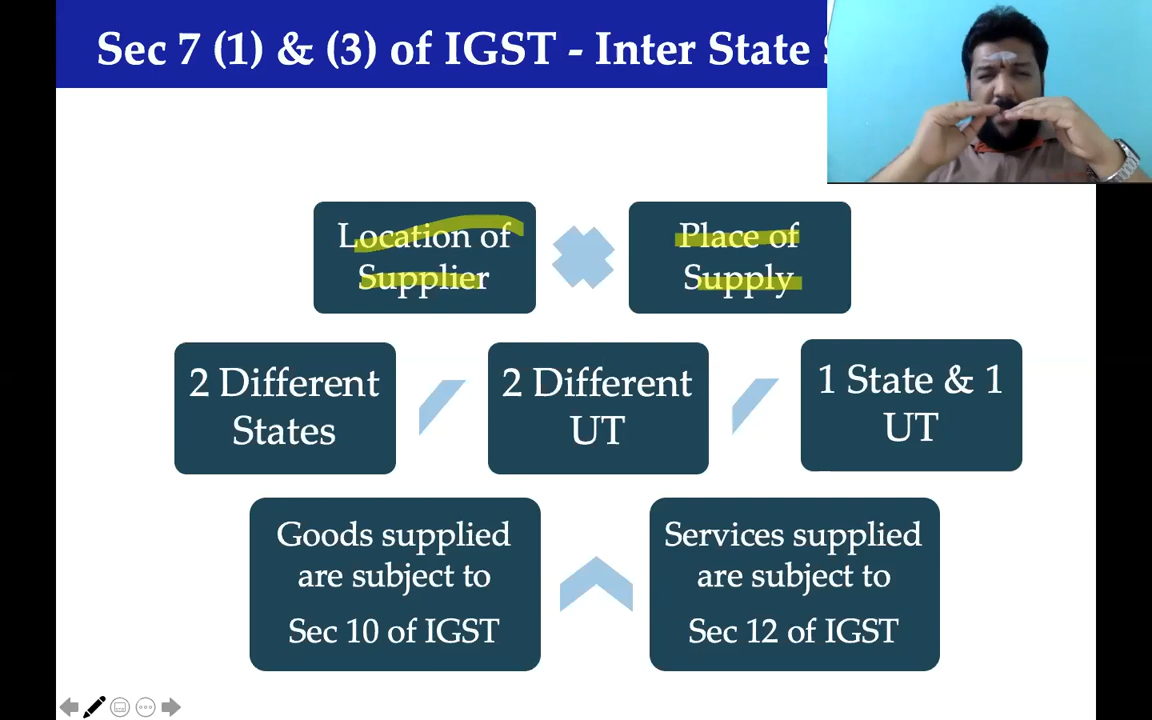 Sec 7 (1) & (3) of IGST - Inter State
Location of
Supplier
Place of
Supply
2 Different
States
2 Different
UT
1 State & 1
UT
Goods supplied
are subject to
Sec 10 of IGST
Services supplied
are subject to
Sec 12 of IGST